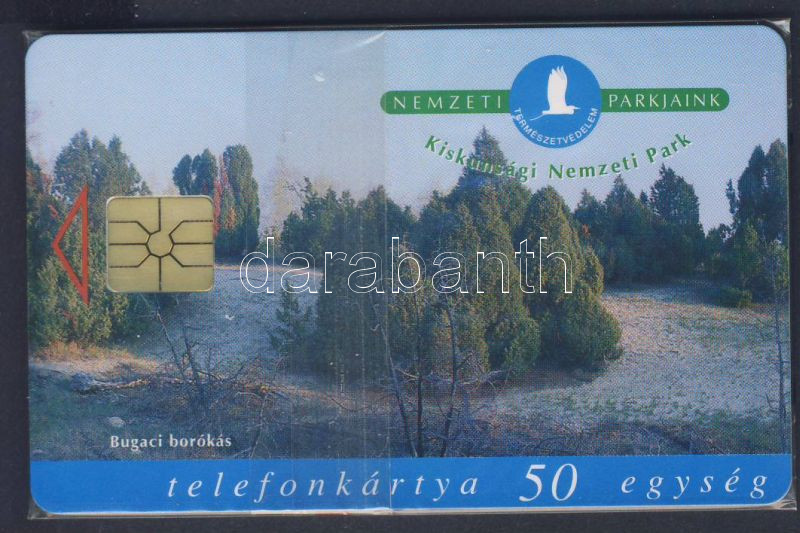 NEMZETI PARKJAINK
TERMÉSZETVÉDELEM
Kiskunsági Nemzeti Park
darabanth
Bugaci borókás
telefonkártya 50 egység